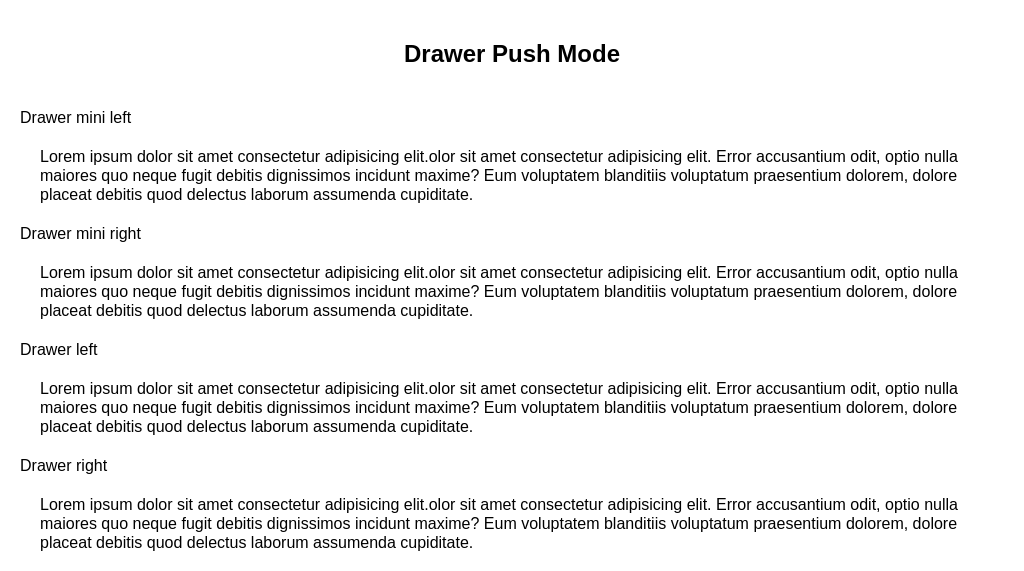 Drawer Push Mode
Drawer mini left
Lorem ipsum dolor sit amet consectetur adipisicing elit.olor sit amet consectetur adipisicing elit. Error accusantium odit, optio nulla
maiores quo neque fugit debitis dignissimos incidunt maxime? Eum voluptatem blanditiis voluptatum praesentium dolorem, dolore
placeat debitis quod delectus laborum assumenda cupiditate.
Drawer mini right
Lorem ipsum dolor sit amet consectetur adipisicing elit.olor sit amet consectetur adipisicing elit. Error accusantium odit, optio nulla
maiores quo neque fugit debitis dignissimos incidunt maxime? Eum voluptatem blanditiis voluptatum praesentium dolorem, dolore
placeat debitis quod delectus laborum assumenda cupiditate.
Drawer left
Lorem ipsum dolor sit amet consectetur adipisicing elit.olor sit amet consectetur adipisicing elit. Error accusantium odit, optio nulla
maiores quo neque fugit debitis dignissimos incidunt maxime? Eum voluptatem blanditiis voluptatum praesentium dolorem, dolore
placeat debitis quod delectus laborum assumenda cupiditate.
Drawer right
Lorem ipsum dolor sit amet consectetur adipisicing elit.olor sit amet consectetur adipisicing elit. Error accusantium odit, optio nulla
maiores quo neque fugit debitis dignissimos incidunt maxime? Eum voluptatem blanditiis voluptatum praesentium dolorem, dolore
placeat debitis quod delectus laborum assumenda cupiditate.